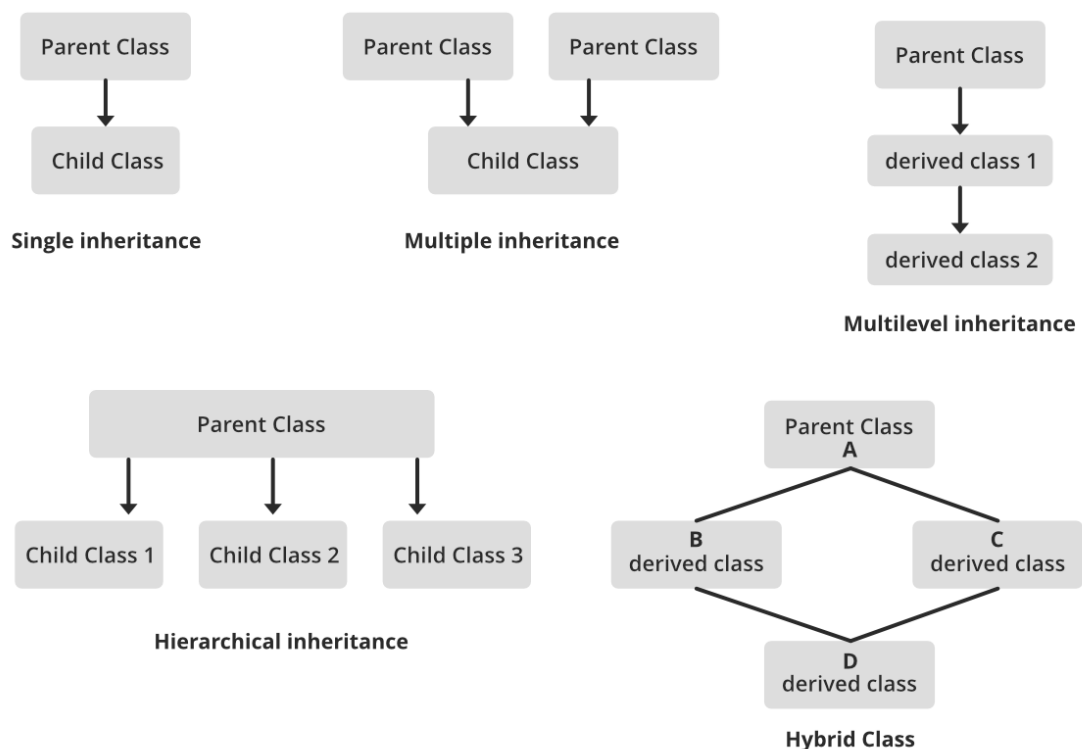 Parent Class
Child Class
Single inheritance
Parent Class
Parent Class
Child Class
Multiple inheritance
Parent Class
derived class 1
derived class 2
Multilevel inheritance
Parent Class
Child Class 1
Child Class 2
Child Class 3
Hierarchical inheritance
Parent Class
A
B
derived class
C
derived class
D
derived class
Hybrid Class